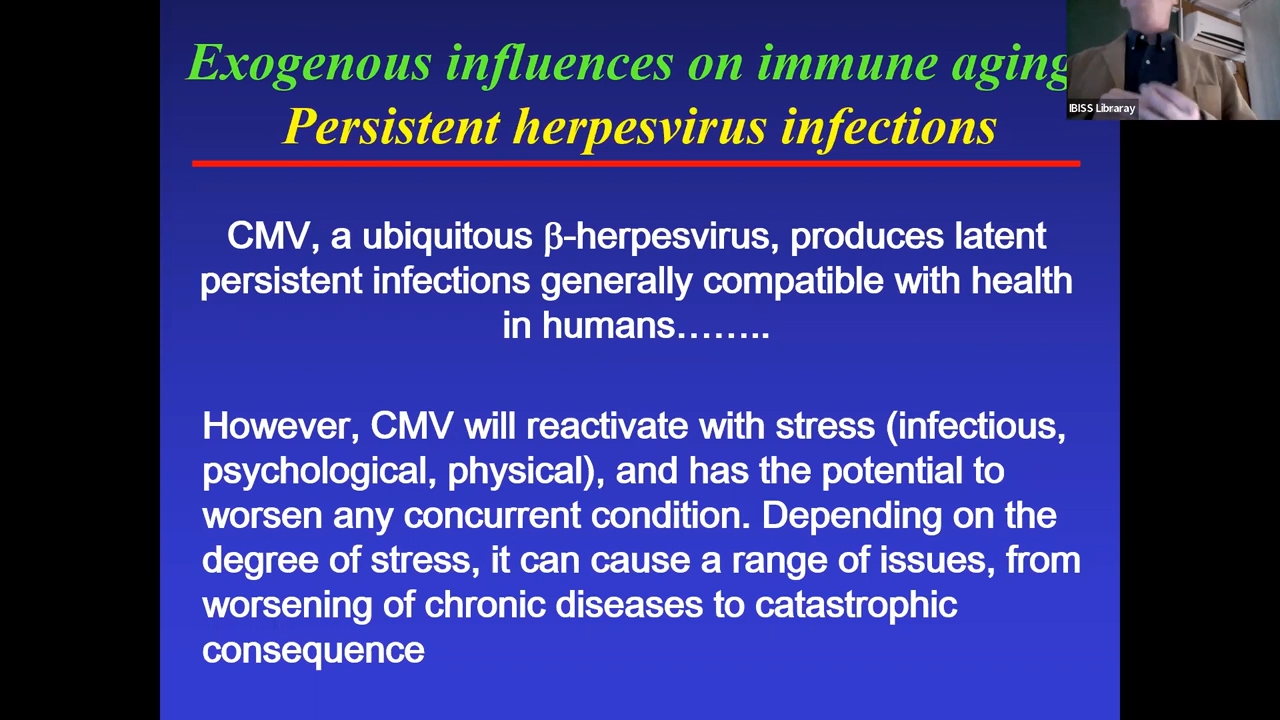 Exogenous influences on immune aging
Persistent herpesvirus infections
IBISS Libraray
CMV, a ubiquitous β-herpesvirus, produces latent
persistent infections generally compatible with health
in humans……..
However, CMV will reactivate with stress (infectious,
psychological, physical), and has the potential to
worsen any concurrent condition. Depending on the
degree of stress, it can cause a range of issues, from
worsening of chronic diseases to catastrophic
consequence